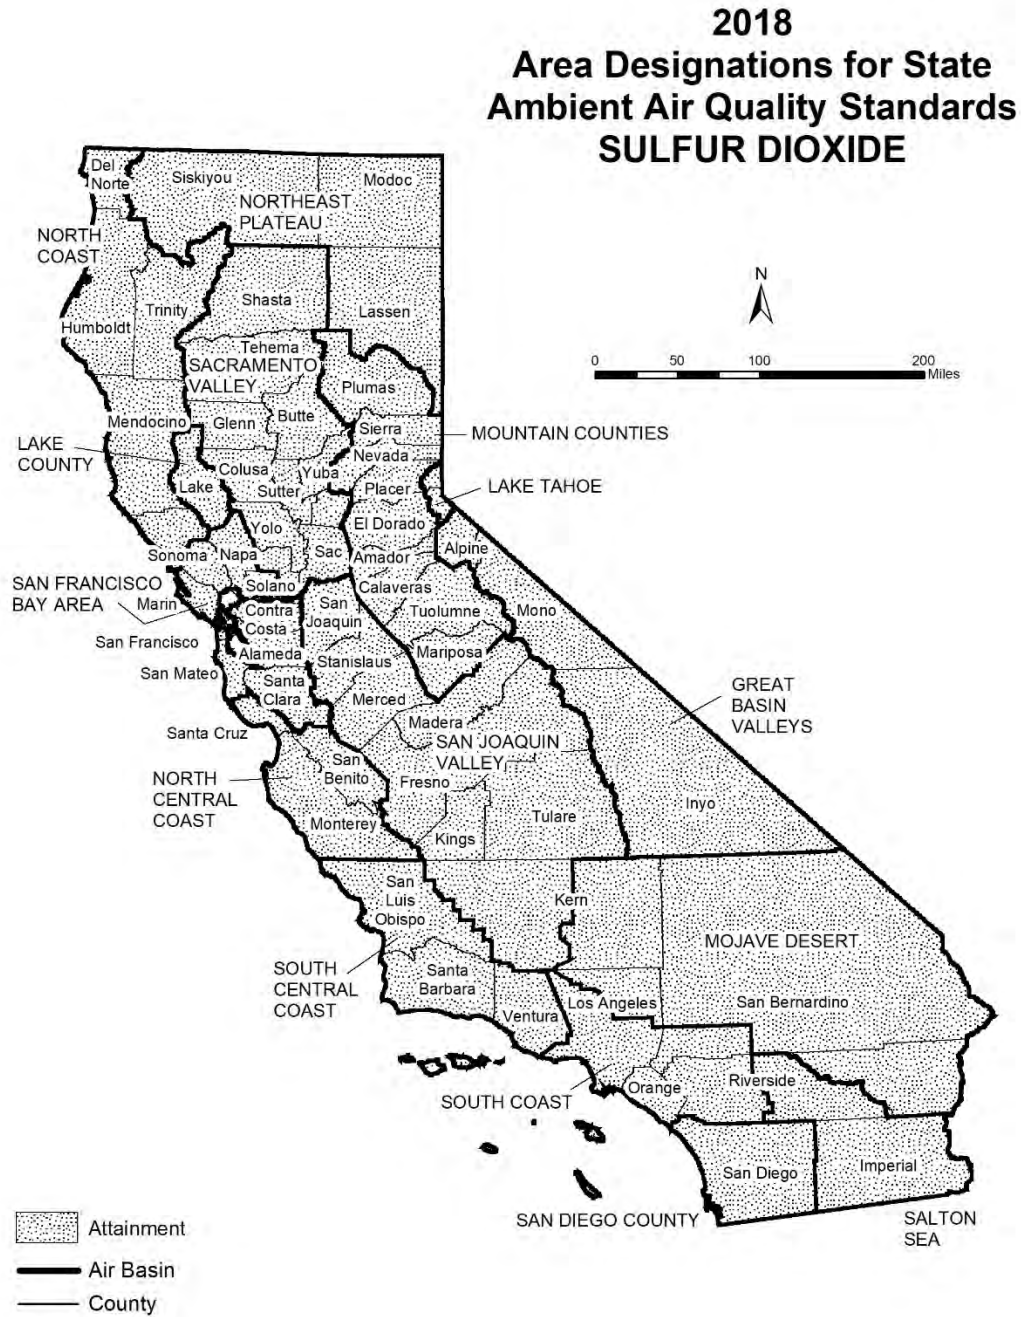 2018
Area Designations for State
Ambient Air Quality Standards
SULFUR DIOXIDE
Del
Norte
Siskiyou
Modoc
NORTHEAST
PLATEAU
NORTH
COAST
N
Shasta
Trinity
Lassen
Humboldt
Tehema
SACRAMENTO
VALLEY
0 50 100 200
Miles
Plumas
Butte
Mendocino
Glenn
Sierra
MOUNTAIN COUNTIES
LAKE
COUNTY
Nevada
Colusa
Yuba
Lake
Sutter
Placer
LAKE TAHOE
Yolo
El Dorado
Sonoma
Napa
Sac
Amador
Alpine
SAN FRANCISCO
BAY AREA
Solano
Calaveras
Marin
Contra
Costa
San
Joaquin
Tuolumne
Mono
San Francisco
Alameda
Stanislaus
Mariposa
San Mateo
Santa
Clara
Merced
GREAT
BASIN
VALLEYS
Madera
Santa Cruz
SAN JOAQUIN
VALLEY
San
Benito
NORTH
CENTRAL
COAST
Fresno
Inyo
Monterey
Kings
Tulare
San
Luis
Obispo
Kern
MOJAVE DESERT
SOUTH
CENTRAL
COAST
Santa
Barbara
Ventura
Los Angeles
San Bernardino
Orange
Riverside
SOUTH COAST
San Diego
Imperial
SAN DIEGO COUNTY
SALTON
SEA
Attainment
Air Basin
County